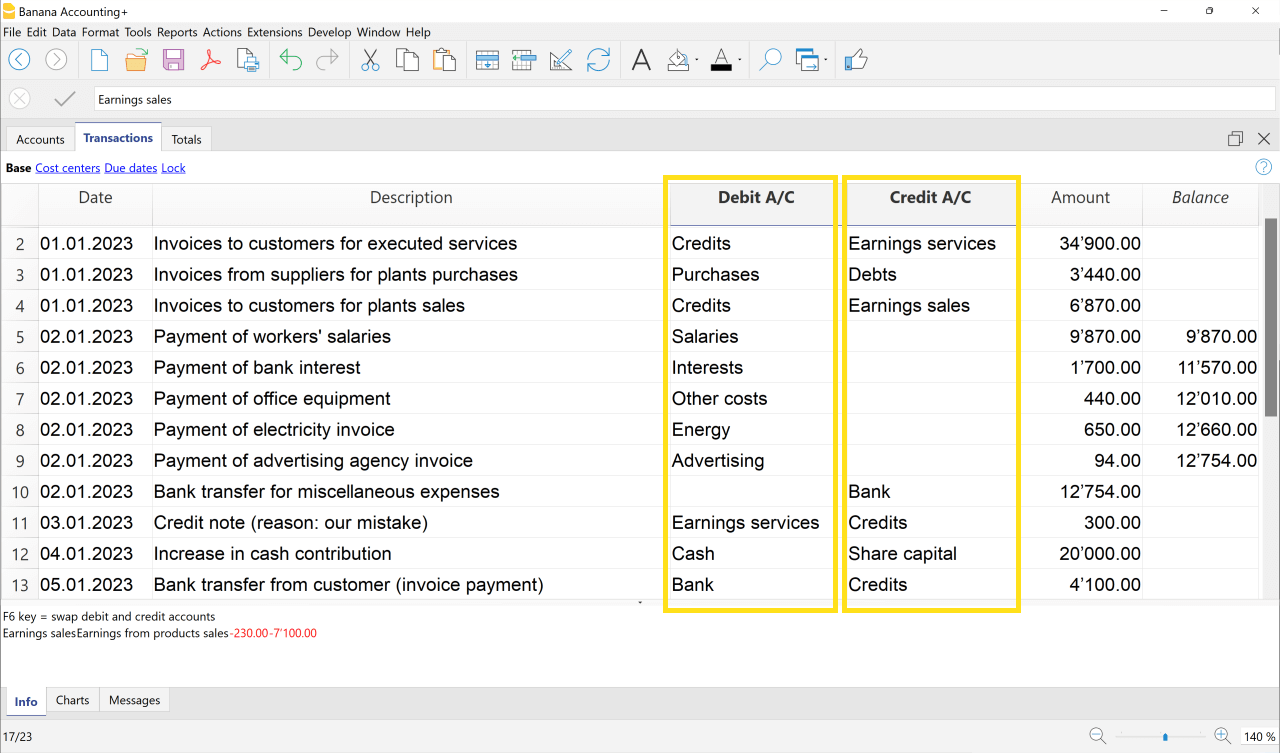 Banana Accounting+
File Edit Data Format Tools Reports Actions Extensions Develop Window Help
Earnings sales
Accounts Transactions Totals
Base Cost centers Due dates Lock
Date Description Debit A/C Credit A/C Amount Balance
2 01.01.2023 Invoices to customers for executed services Credits Earnings services 34’900.00
3 01.01.2023 Invoices from suppliers for plants purchases Purchases Debts 3’440.00
4 01.01.2023 Invoices to customers for plants sales Credits Earnings sales 6’870.00
5 02.01.2023 Payment of workers' salaries Salaries 9’870.00 9’870.00
6 02.01.2023 Payment of bank interest Interests 1’700.00 11’570.00
7 02.01.2023 Payment of office equipment Other costs 440.00 12’010.00
8 02.01.2023 Payment of electricity invoice Energy 650.00 12’660.00
9 02.01.2023 Payment of advertising agency invoice Advertising 94.00 12’754.00
10 02.01.2023 Bank transfer for miscellaneous expenses Bank 12’754.00
11 03.01.2023 Credit note (reason: our mistake) Earnings services Credits 300.00
12 04.01.2023 Increase in cash contribution Cash Share capital 20’000.00
13 05.01.2023 Bank transfer from customer (invoice payment) Bank Credits 4’100.00
F6 key = swap debit and credit accounts
Earnings sales Earnings from products sales -230.00 -7’100.00
Info Charts Messages
17/23 140 %